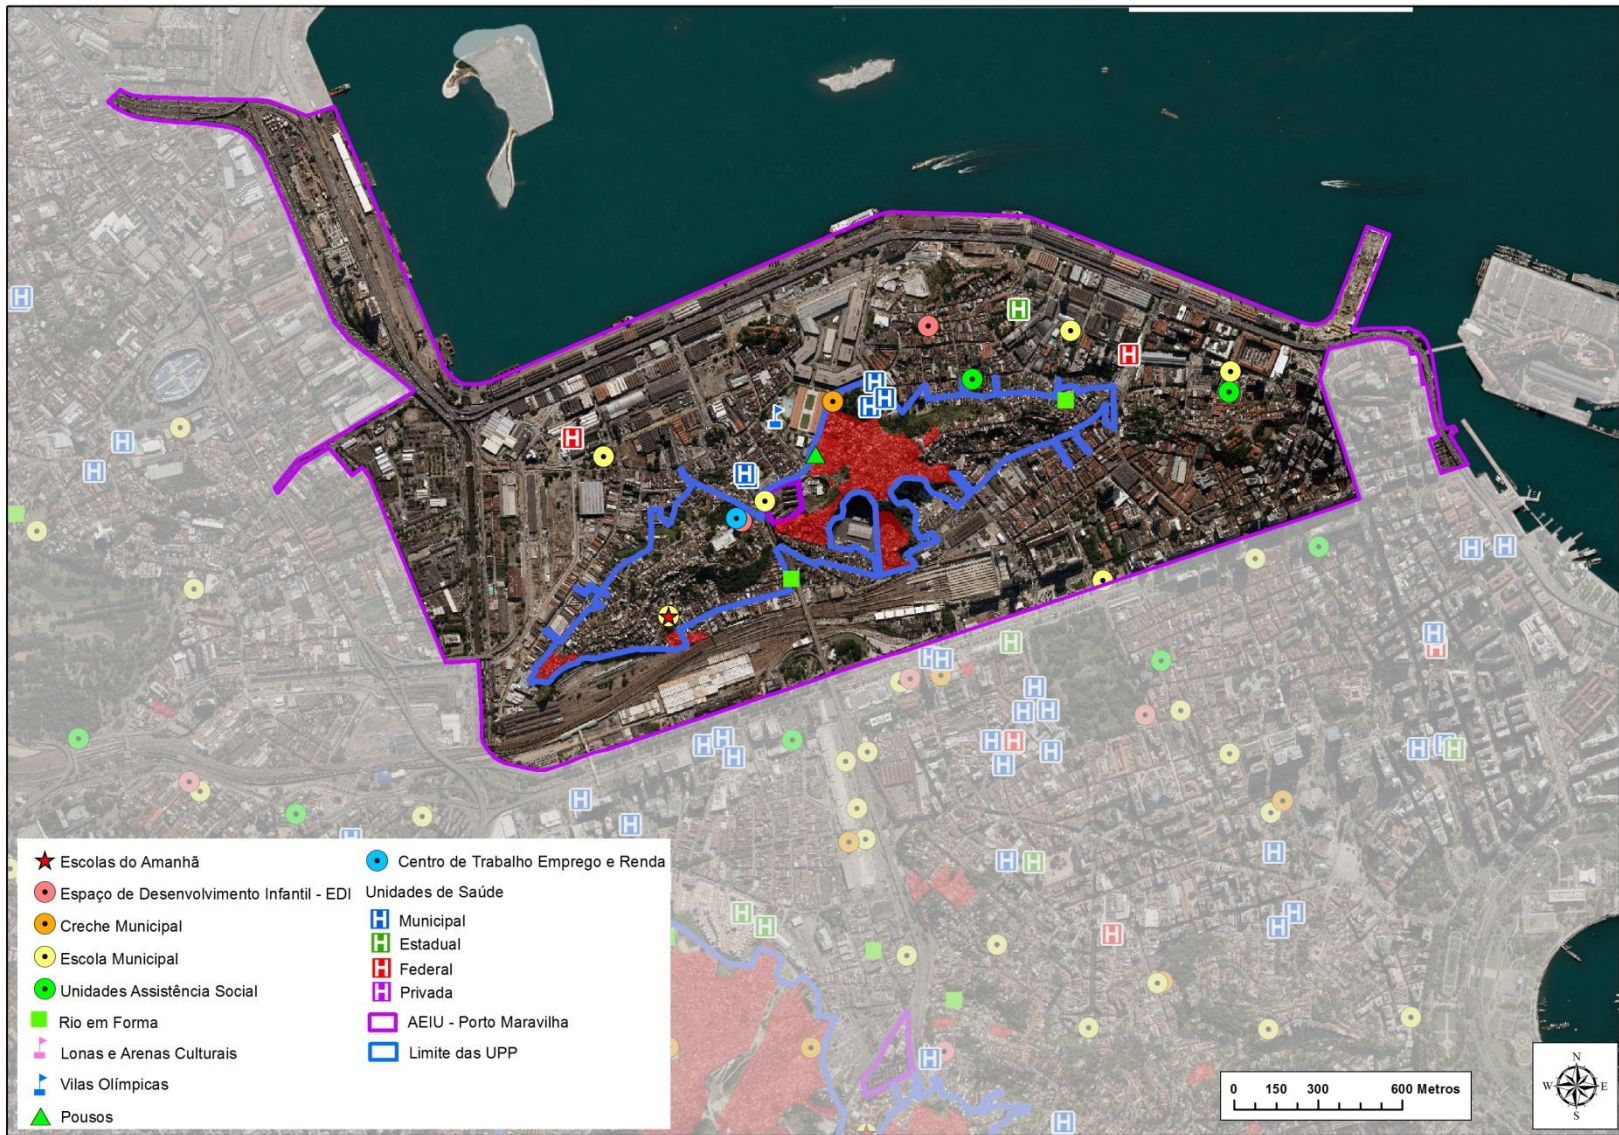 Escolas do Amanhã
Espaço de Desenvolvimento Infantil - EDI
Creche Municipal
Escola Municipal
Unidades Assistência Social
Rio em Forma
Lonas e Arenas Culturais
Vilas Olímpicas
Pousos
Centro de Trabalho Emprego e Renda
Unidades de Saúde
H Municipal
H Estadual
H Federal
H Privada
AEIU - Porto Maravilha
Limite das UPP
0 150 300 600 Metros
N
W E
S